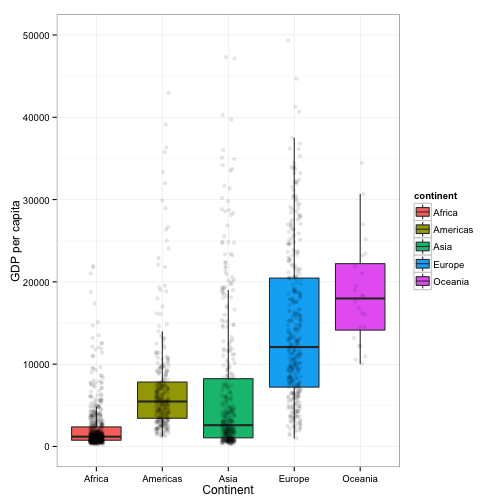 50000
40000
30000
20000
10000
0
GDP per capita
Africa
Americas
Asia
Europe
Oceania
Continent
continent
Africa
Americas
Asia
Europe
Oceania